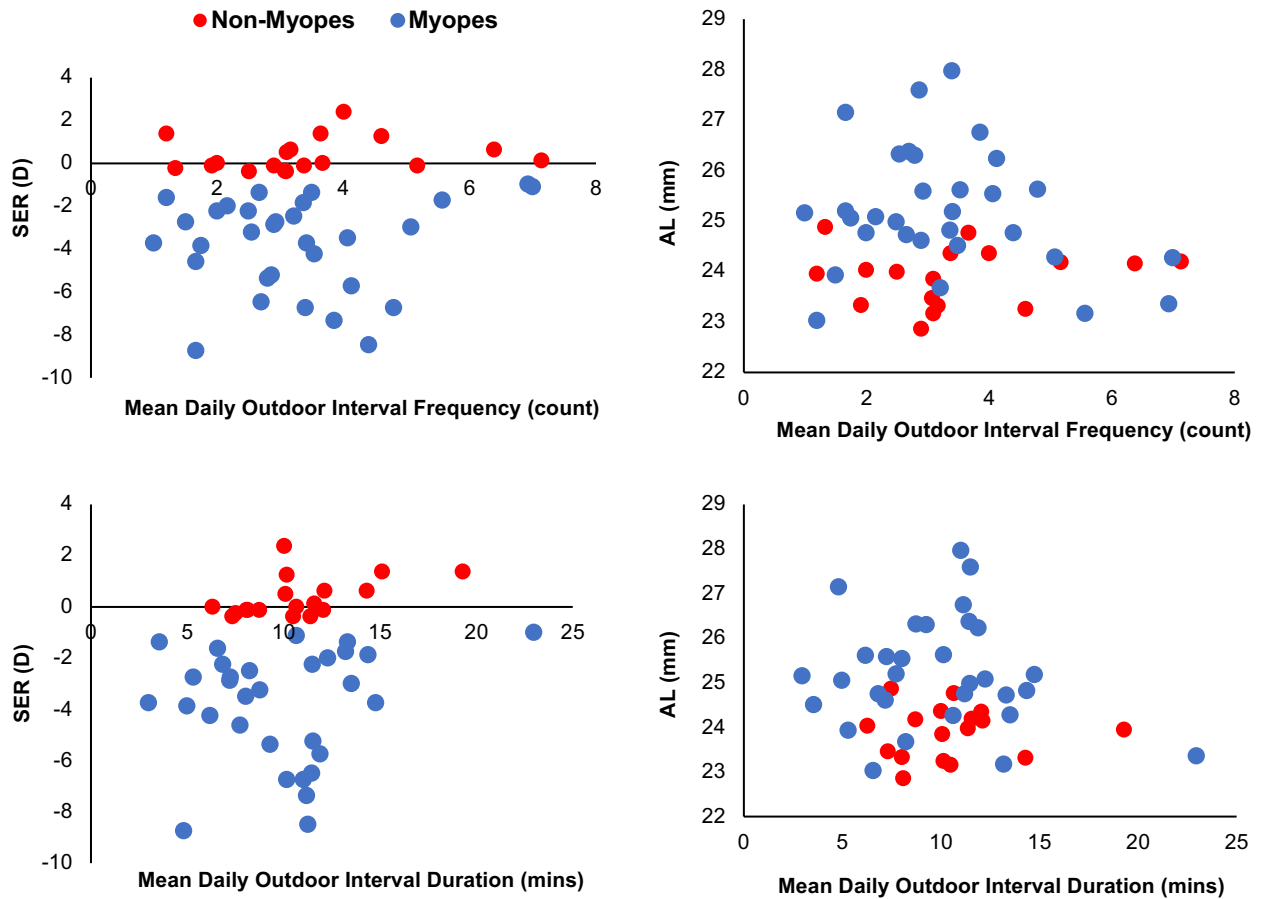 Non-Myopes Myopes
4
2
0
-2
-4
-6
-8
-10
0 2 4 6 8
SER (D)
Mean Daily Outdoor Interval Frequency (count)
29
28
27
26
25
24
23
22
0 2 4 6 8
AL (mm)
Mean Daily Outdoor Interval Frequency (count)
4
2
0
-2
-4
-6
-8
-10
0 5 10 15 20 25
SER (D)
Mean Daily Outdoor Interval Duration (mins)
29
28
27
26
25
24
23
22
0 5 10 15 20 25
AL (mm)
Mean Daily Outdoor Interval Duration (mins)